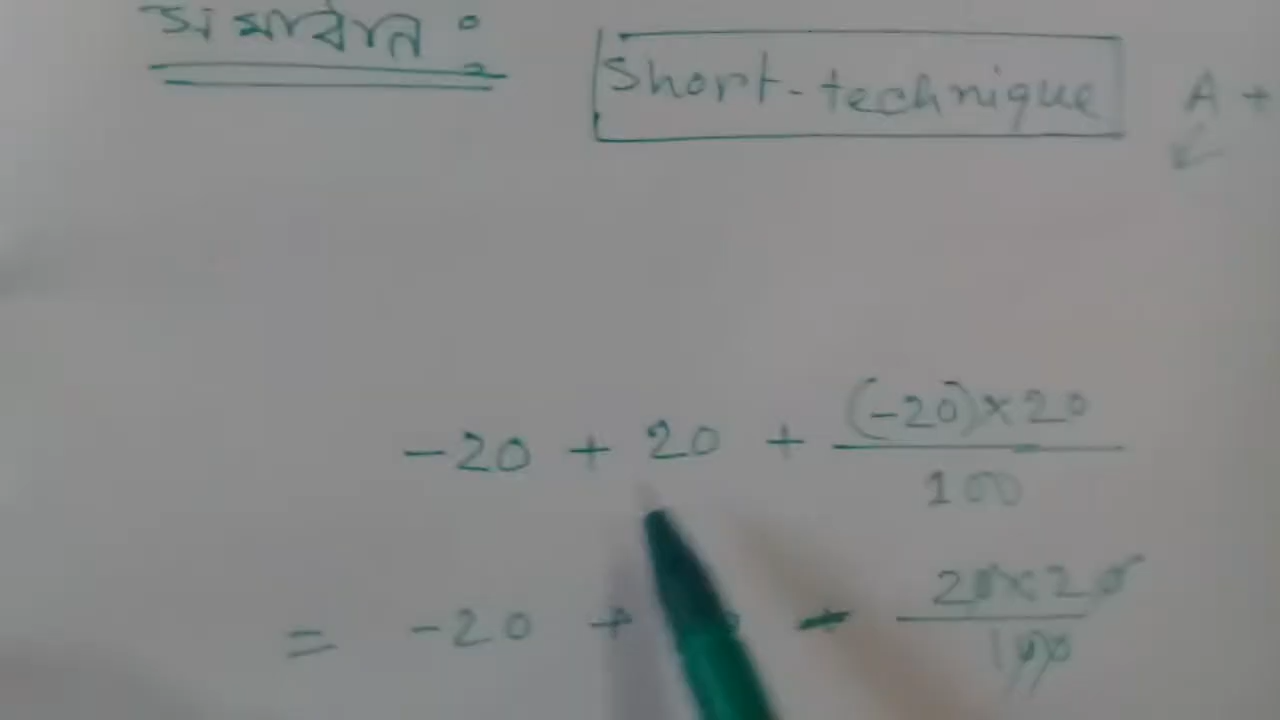 সমাধান :
Short-technique
A +
-20 + 20 + (-20)×20 / 100
= -20 + - 20×20 / 100